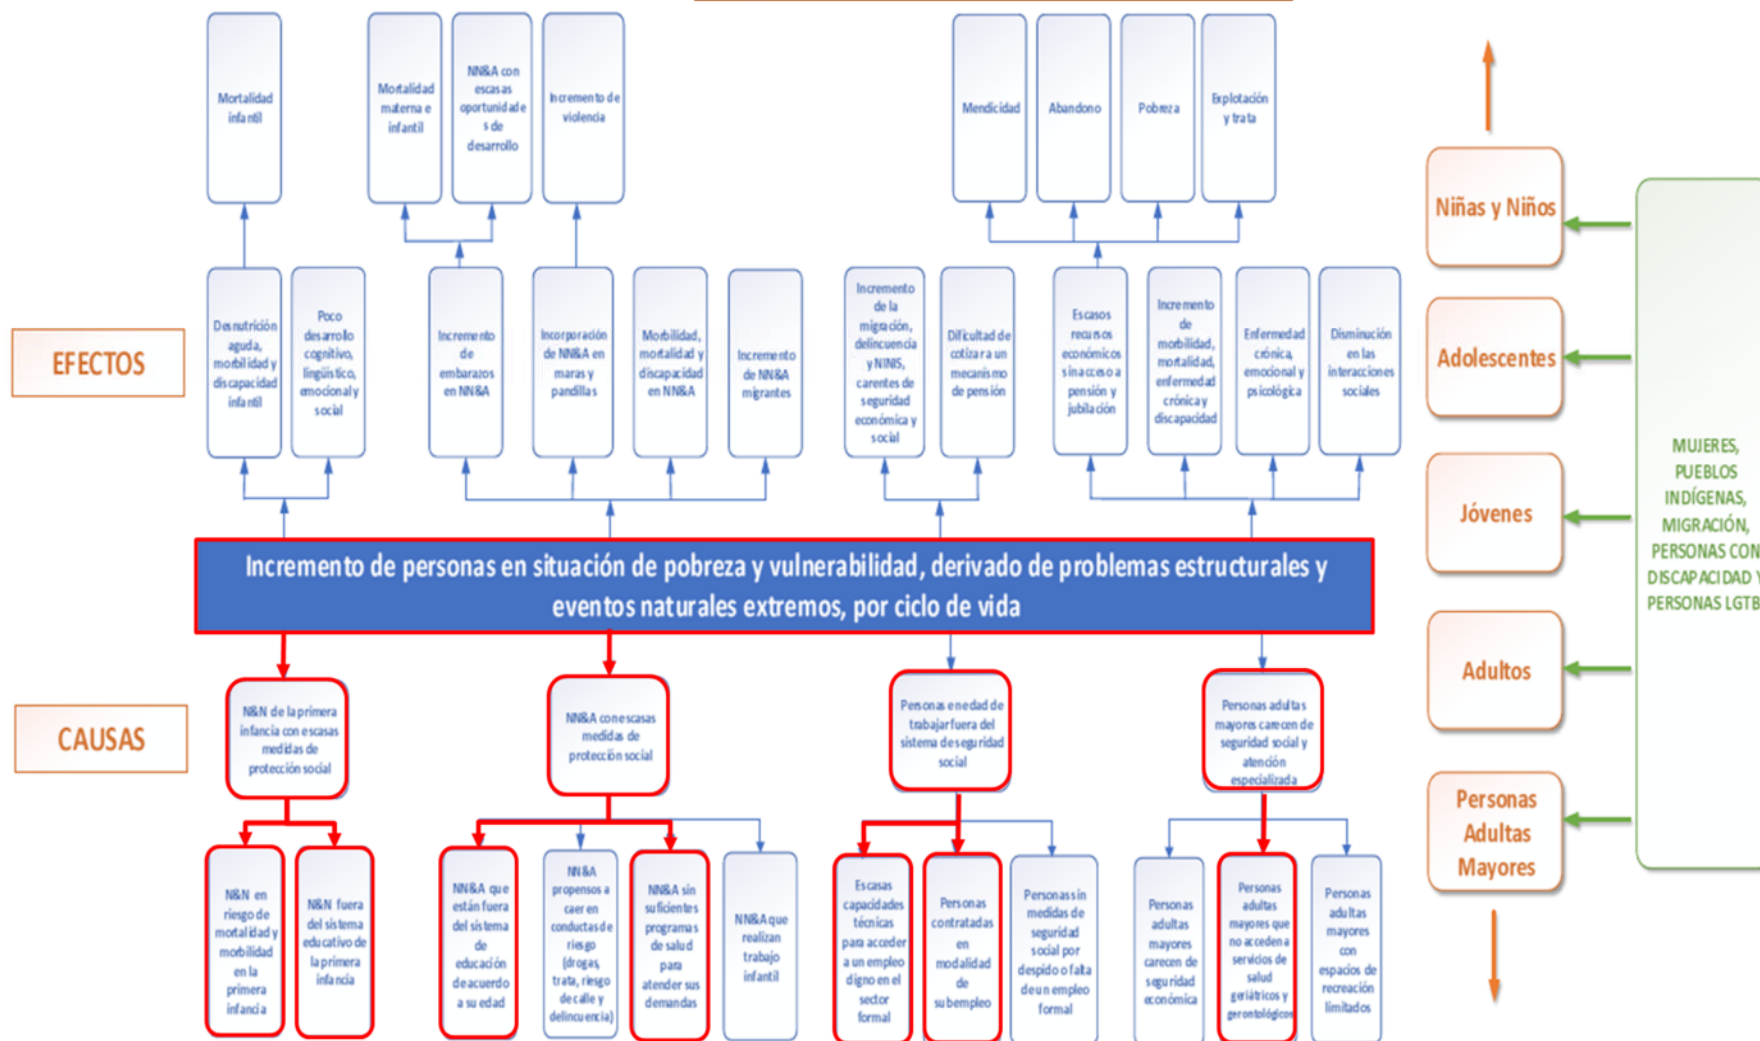 Mortalidad
infantil
Mortalidad
materna e
infantil
NN&A con
escasas
oportunidade
s de
desarrollo
Incremento de
violencia
Mendicidad
Abandono
Pobreza
Explotación
y trata
EFECTOS
Desnutrición
aguda,
morbilidad y
discapacidad
infantil
Poco
desarrollo
cognitivo,
lingüístico,
emocional y
social
Incremento
de
embarazos
en NN&A
Incorporación
de NN&A en
maras y
pandillas
Morbilidad,
mortalidad y
discapacidad
en NN&A
Incremento
de NN&A
migrantes
Incremento
de la
migración,
delincuencia
y NINIS,
carentes de
seguridad
económica y
social
Dificultad de
cotizar a un
mecanismo
de pensión
Escasos
recursos
económicos
sin acceso a
pensión y
jubilación
Incremento
de
morbilidad,
mortalidad,
enfermedad
crónica y
discapacidad
Enfermedad
crónica,
emocional y
psicológica
Disminución
en las
interacciones
sociales
Incremento de personas en situación de pobreza y vulnerabilidad, derivado de problemas estructurales y
eventos naturales extremos, por ciclo de vida
CAUSAS
N&N de la primera
infancia con escasas
medidas de
protección social
NN&A con escasas
medidas de
protección social
Personas en edad de
trabajar fuera del
sistema de seguridad
social
Personas adultas
mayores carecen de
seguridad social y
atención
especializada
N&N en
riesgo de
mortalidad y
morbilidad
en la
primera
infancia
N&N fuera
del sistema
educativo de
la primera
infancia
NN&A que
están fuera
del sistema
de
educación
de acuerdo
a su edad
NN&A
propensos a
caer en
conductas de
riesgo
(drogas,
trata, riesgo
de calle y
delincuencia)
NN&A sin
suficientes
programas
de salud
para
atender sus
demandas
NN&A que
realizan
trabajo
infantil
Escasas
capacidades
técnicas
para acceder
a un empleo
digno en el
sector
formal
Personas
contratadas
en
modalidad
de
subempleo
Personas sin
medidas de
seguridad
social por
despido o falta
de un empleo
formal
Personas
adultas
mayores
carecen de
seguridad
económica
Personas
adultas
mayores que
no acceden a
servicios de
salud
geriátricos y
gerontológicos
Personas
adultas
mayores
con
espacios de
recreación
limitados
Niñas y Niños
Adolescentes
Jóvenes
Adultos
Personas
Adultas
Mayores
MUJERES,
PUEBLOS
INDÍGENAS,
MIGRACIÓN,
PERSONAS CON
DISCAPACIDAD Y
PERSONAS LGTB